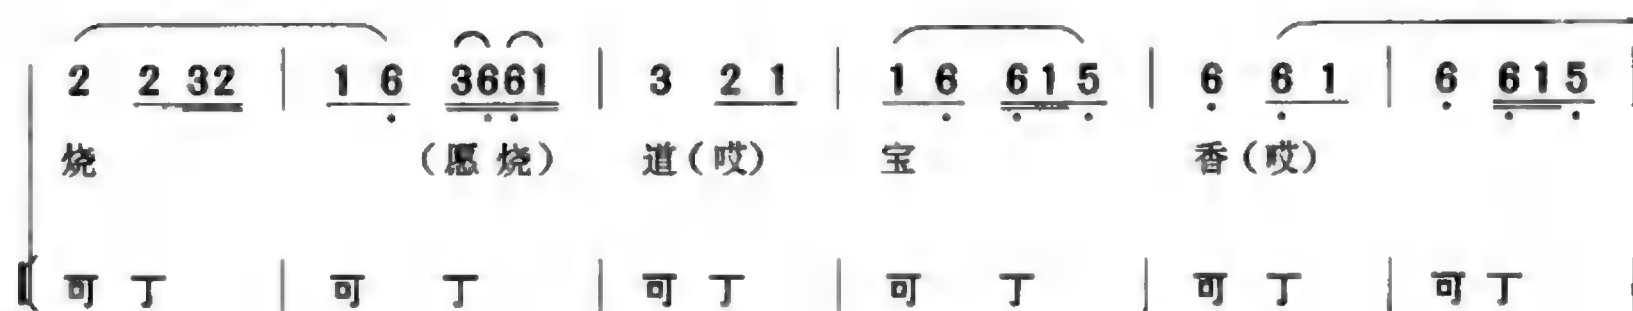 2 2 32 | 1 6 3661 | 3 2 1 | 1 6 615 | 6 6 1 | 6 615 |
烧 (愿烧) 道(哎) 宝 香(哎)
可 丁 | 可 丁 | 可 丁 | 可 丁 | 可 丁 | 可 丁